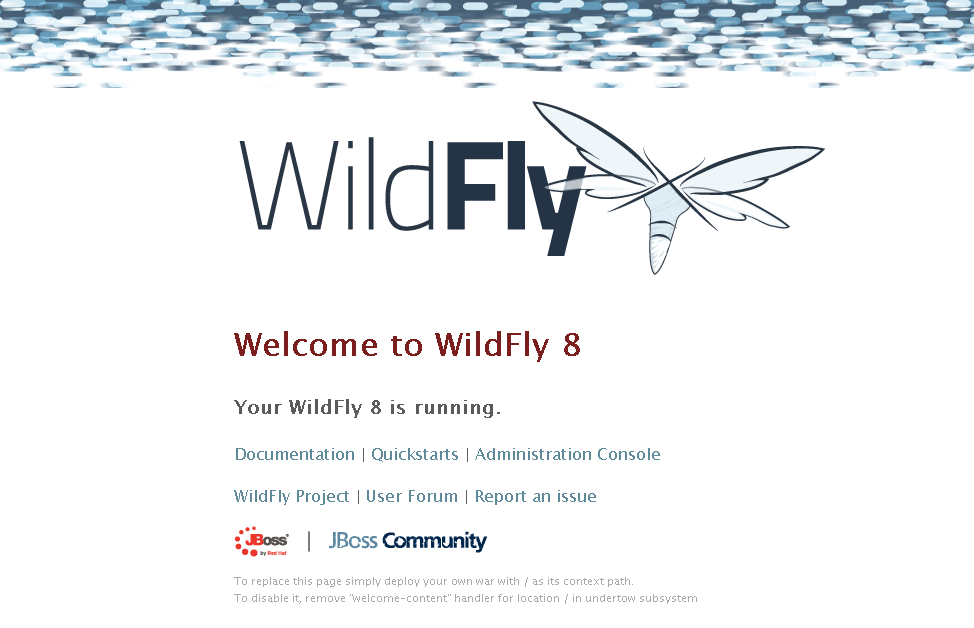 WildFly
Welcome to WildFly 8
Your WildFly 8 is running.
Documentation | Quickstarts | Administration Console
WildFly Project | User Forum | Report an issue
JBoss by Red Hat | JBoss Community
To replace this page simply deploy your own war with / as its context path.
To disable it, remove "welcome-content" handler for location / in undertow subsystem